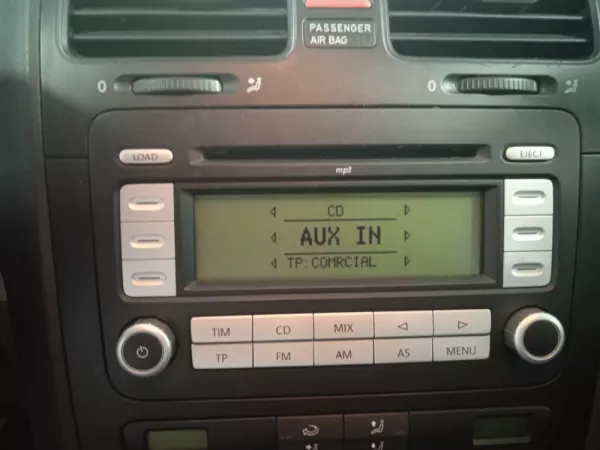 PASSENGER
AIR BAG
0 0
LOAD EJECT
mp3
CD
AUX IN
TP:COMRCIAL
TIM CD MIX
TP FM AM AS MENU